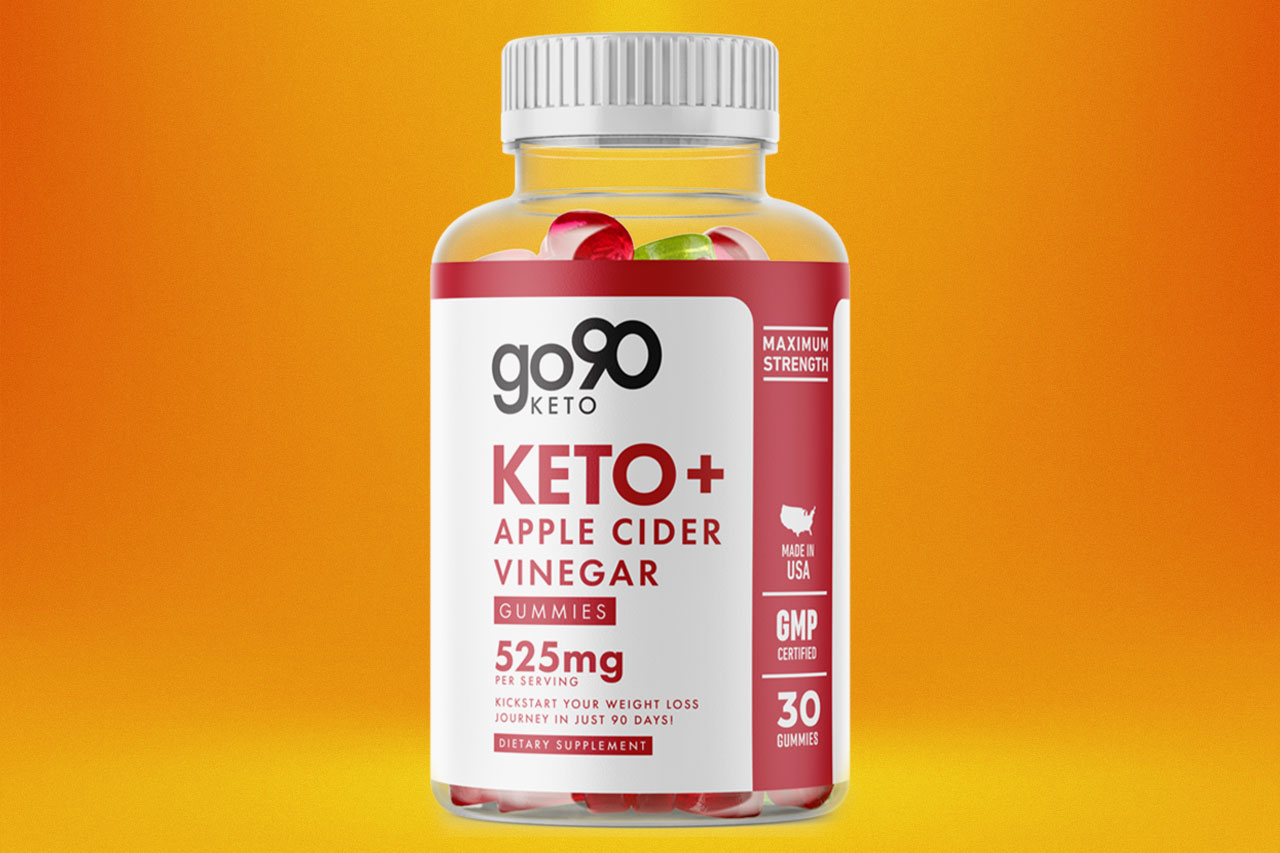 go90
KETO
KETO+
APPLE CIDER
VINEGAR
GUMMIES
525mg
PER SERVING
KICKSTART YOUR WEIGHT LOSS
JOURNEY IN JUST 90 DAYS!
DIETARY SUPPLEMENT
MAXIMUM
STRENGTH
MADE IN
USA
GMP
CERTIFIED
30
GUMMIES